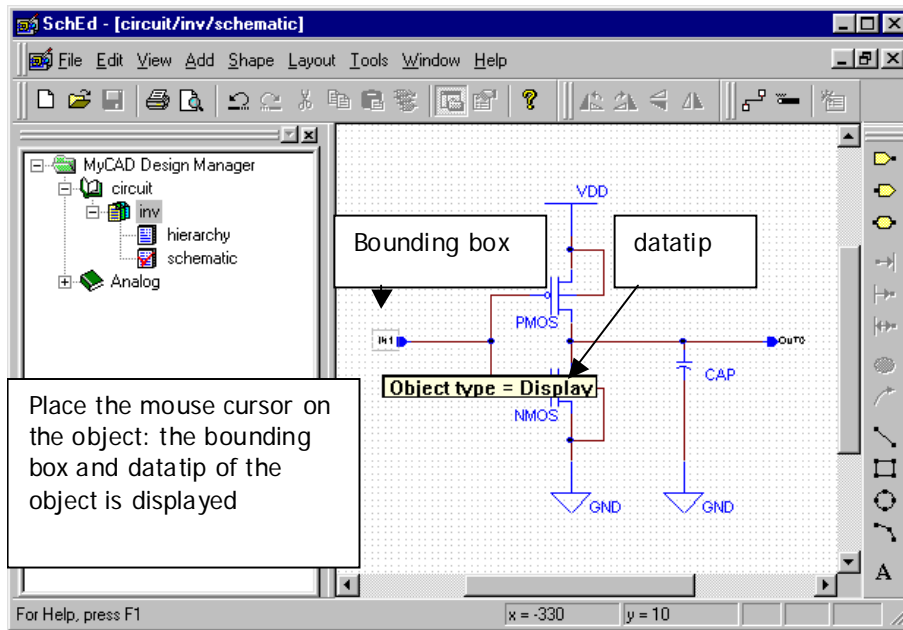 SchEd - [circuit/inv/schematic]
File Edit View Add Shape Layout Tools Window Help
MyCAD Design Manager
circuit
inv
hierarchy
schematic
Analog
VDD
Bounding box
datatip
PMOS
IN1
OUT0
CAP
Object type = Display
NMOS
GND
GND
Place the mouse cursor on
the object: the bounding
box and datatip of the
object is displayed
A
For Help, press F1
x = -330
y = 10